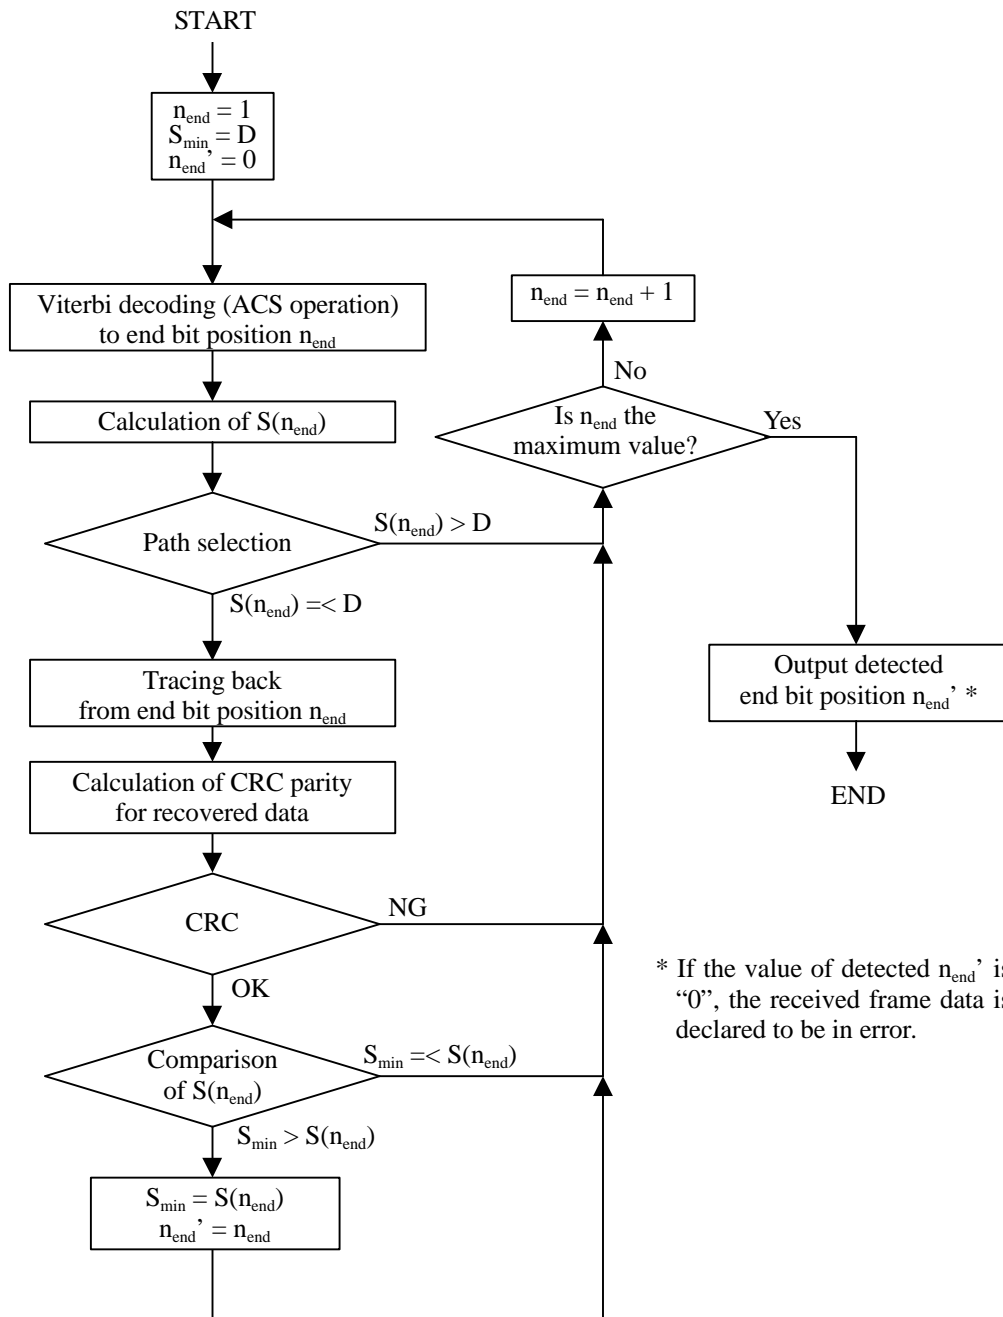 START
n_end = 1
S_min = D
n_end’ = 0
Viterbi decoding (ACS operation)
to end bit position n_end
n_end = n_end + 1
No
Calculation of S(n_end)
Is n_end the
maximum value?
Yes
Path selection
S(n_end) > D
S(n_end) =< D
Tracing back
from end bit position n_end
Output detected
end bit position n_end’ *
Calculation of CRC parity
for recovered data
END
CRC
NG
OK
* If the value of detected n_end’ is
“0”, the received frame data is
declared to be in error.
Comparison
of S(n_end)
S_min =< S(n_end)
S_min > S(n_end)
S_min = S(n_end)
n_end’ = n_end